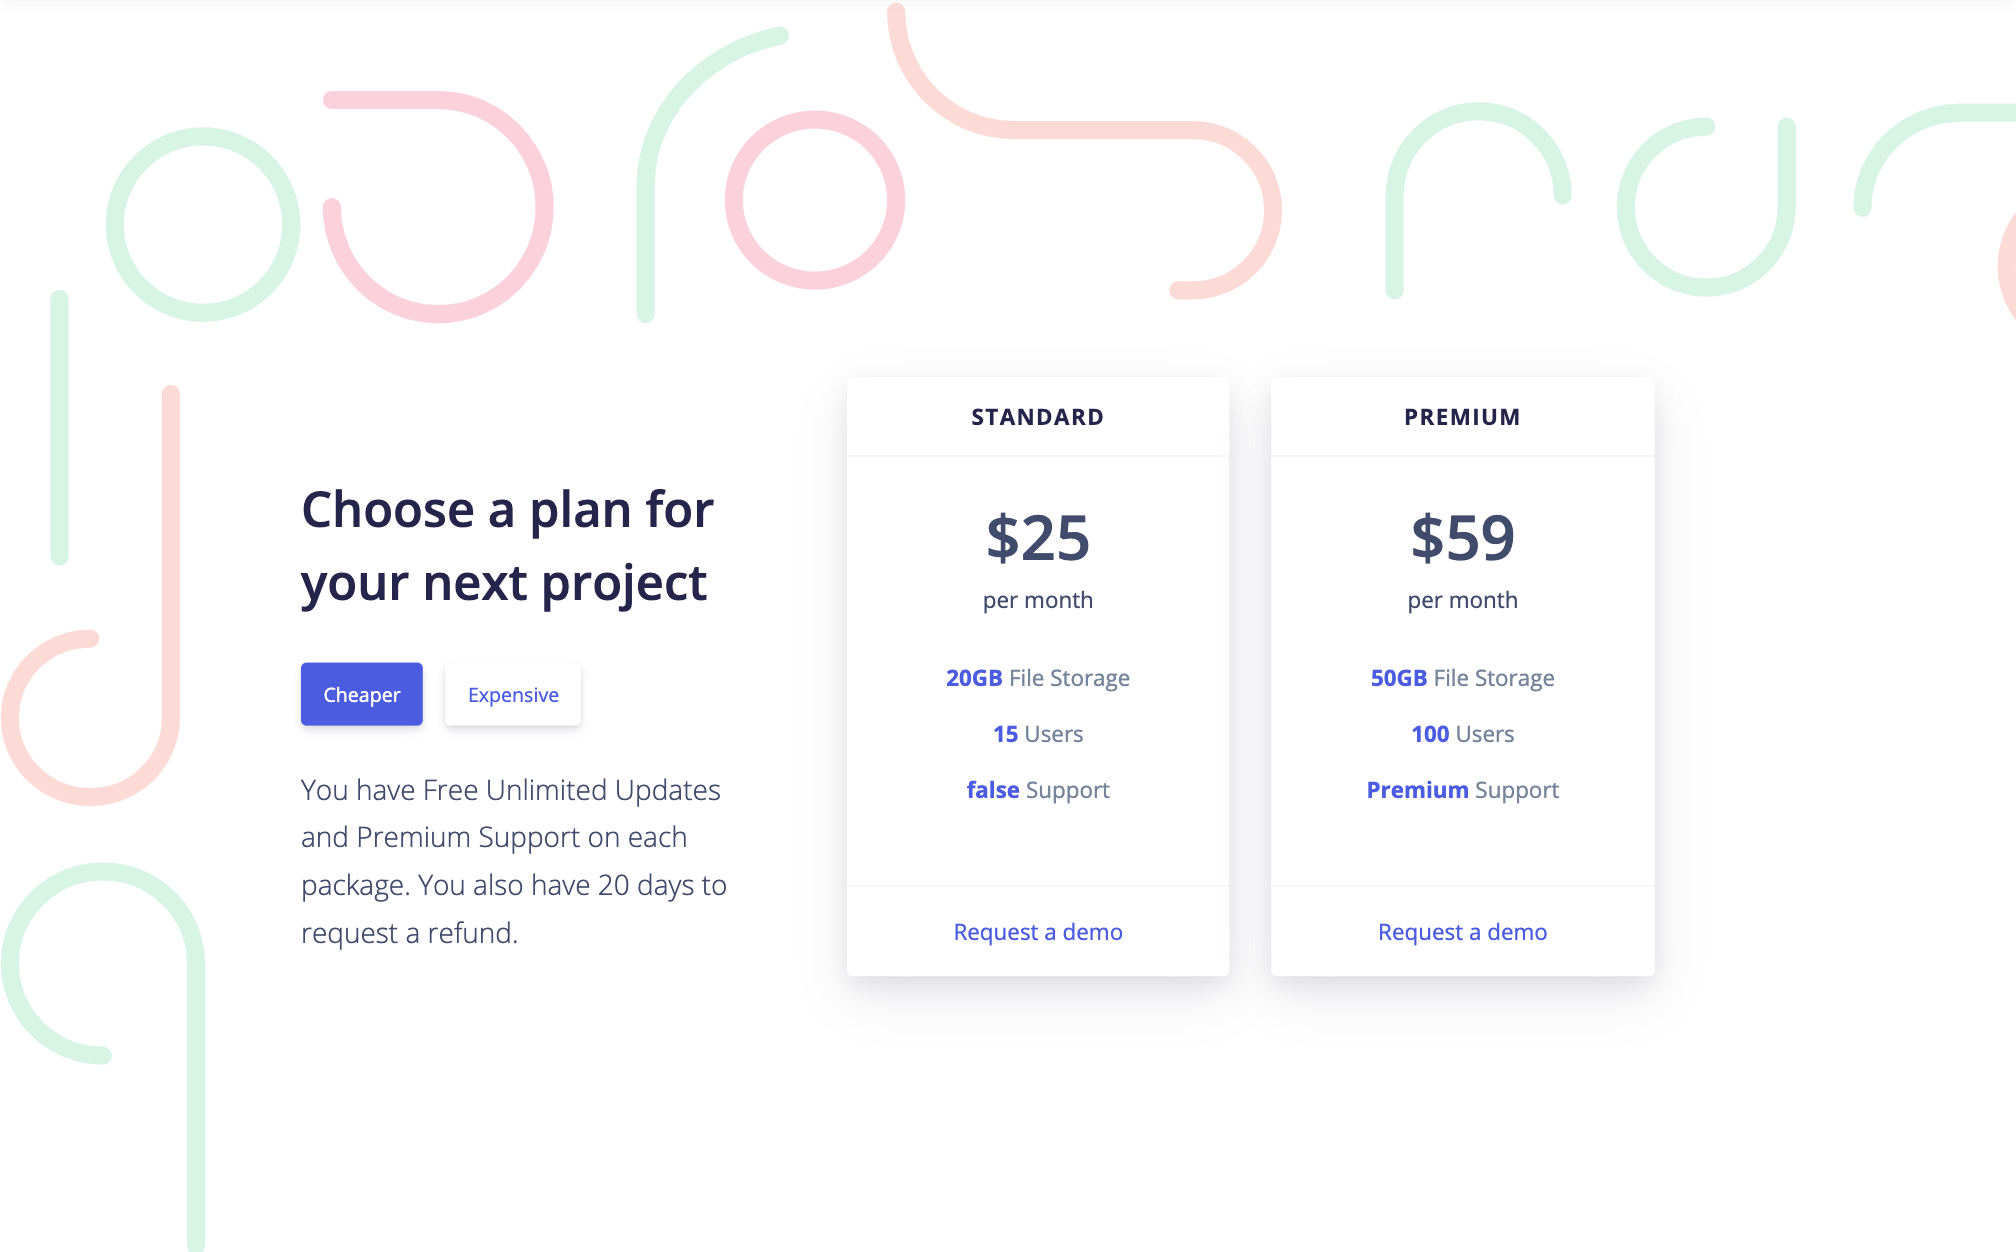 Choose a plan for
your next project
Cheaper
Expensive
You have Free Unlimited Updates
and Premium Support on each
package. You also have 20 days to
request a refund.
STANDARD
$25
per month
20GB File Storage
15 Users
false Support
Request a demo
PREMIUM
$59
per month
50GB File Storage
100 Users
Premium Support
Request a demo